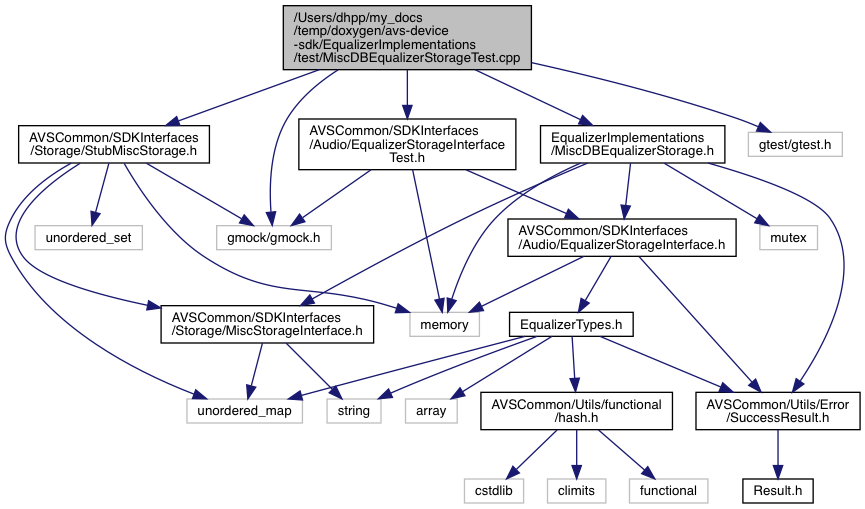 /Users/dhpp/my_docs
/temp/doxygen/avs-device
-sdk/EqualizerImplementations
/test/MiscDBEqualizerStorageTest.cpp
AVSCommon/SDKInterfaces
/Storage/StubMiscStorage.h
AVSCommon/SDKInterfaces
/Audio/EqualizerStorageInterface
Test.h
EqualizerImplementations
/MiscDBEqualizerStorage.h
gtest/gtest.h
unordered_set
gmock/gmock.h
AVSCommon/SDKInterfaces
/Audio/EqualizerStorageInterface.h
mutex
AVSCommon/SDKInterfaces
/Storage/MiscStorageInterface.h
memory
EqualizerTypes.h
unordered_map
string
array
AVSCommon/Utils/functional
/hash.h
AVSCommon/Utils/Error
/SuccessResult.h
cstdlib
climits
functional
Result.h